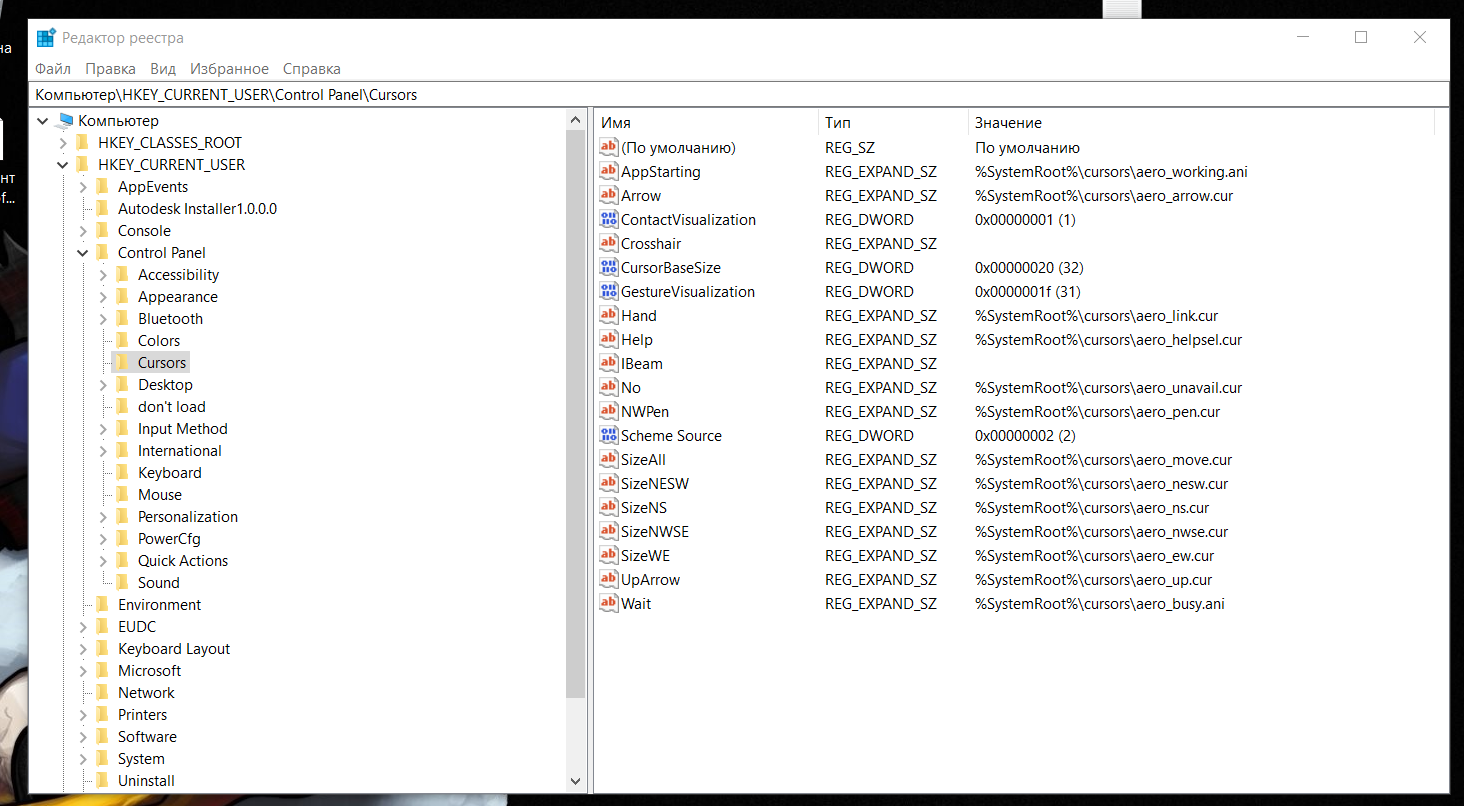 на
нт
of...
Редактор реестра
Файл Правка Вид Избранное Справка
Компьютер\HKEY_CURRENT_USER\Control Panel\Cursors
Компьютер
HKEY_CLASSES_ROOT
HKEY_CURRENT_USER
AppEvents
Autodesk Installer1.0.0.0
Console
Control Panel
Accessibility
Appearance
Bluetooth
Colors
Cursors
Desktop
don't load
Input Method
International
Keyboard
Mouse
Personalization
PowerCfg
Quick Actions
Sound
Environment
EUDC
Keyboard Layout
Microsoft
Network
Printers
Software
System
Uninstall
Имя Тип Значение
(По умолчанию) REG_SZ По умолчанию
AppStarting REG_EXPAND_SZ %SystemRoot%\cursors\aero_working.ani
Arrow REG_EXPAND_SZ %SystemRoot%\cursors\aero_arrow.cur
ContactVisualization REG_DWORD 0x00000001 (1)
Crosshair REG_EXPAND_SZ
CursorBaseSize REG_DWORD 0x00000020 (32)
GestureVisualization REG_DWORD 0x0000001f (31)
Hand REG_EXPAND_SZ %SystemRoot%\cursors\aero_link.cur
Help REG_EXPAND_SZ %SystemRoot%\cursors\aero_helpsel.cur
IBeam REG_EXPAND_SZ
No REG_EXPAND_SZ %SystemRoot%\cursors\aero_unavail.cur
NWPen REG_EXPAND_SZ %SystemRoot%\cursors\aero_pen.cur
Scheme Source REG_DWORD 0x00000002 (2)
SizeAll REG_EXPAND_SZ %SystemRoot%\cursors\aero_move.cur
SizeNESW REG_EXPAND_SZ %SystemRoot%\cursors\aero_nesw.cur
SizeNS REG_EXPAND_SZ %SystemRoot%\cursors\aero_ns.cur
SizeNWSE REG_EXPAND_SZ %SystemRoot%\cursors\aero_nwse.cur
SizeWE REG_EXPAND_SZ %SystemRoot%\cursors\aero_ew.cur
UpArrow REG_EXPAND_SZ %SystemRoot%\cursors\aero_up.cur
Wait REG_EXPAND_SZ %SystemRoot%\cursors\aero_busy.ani